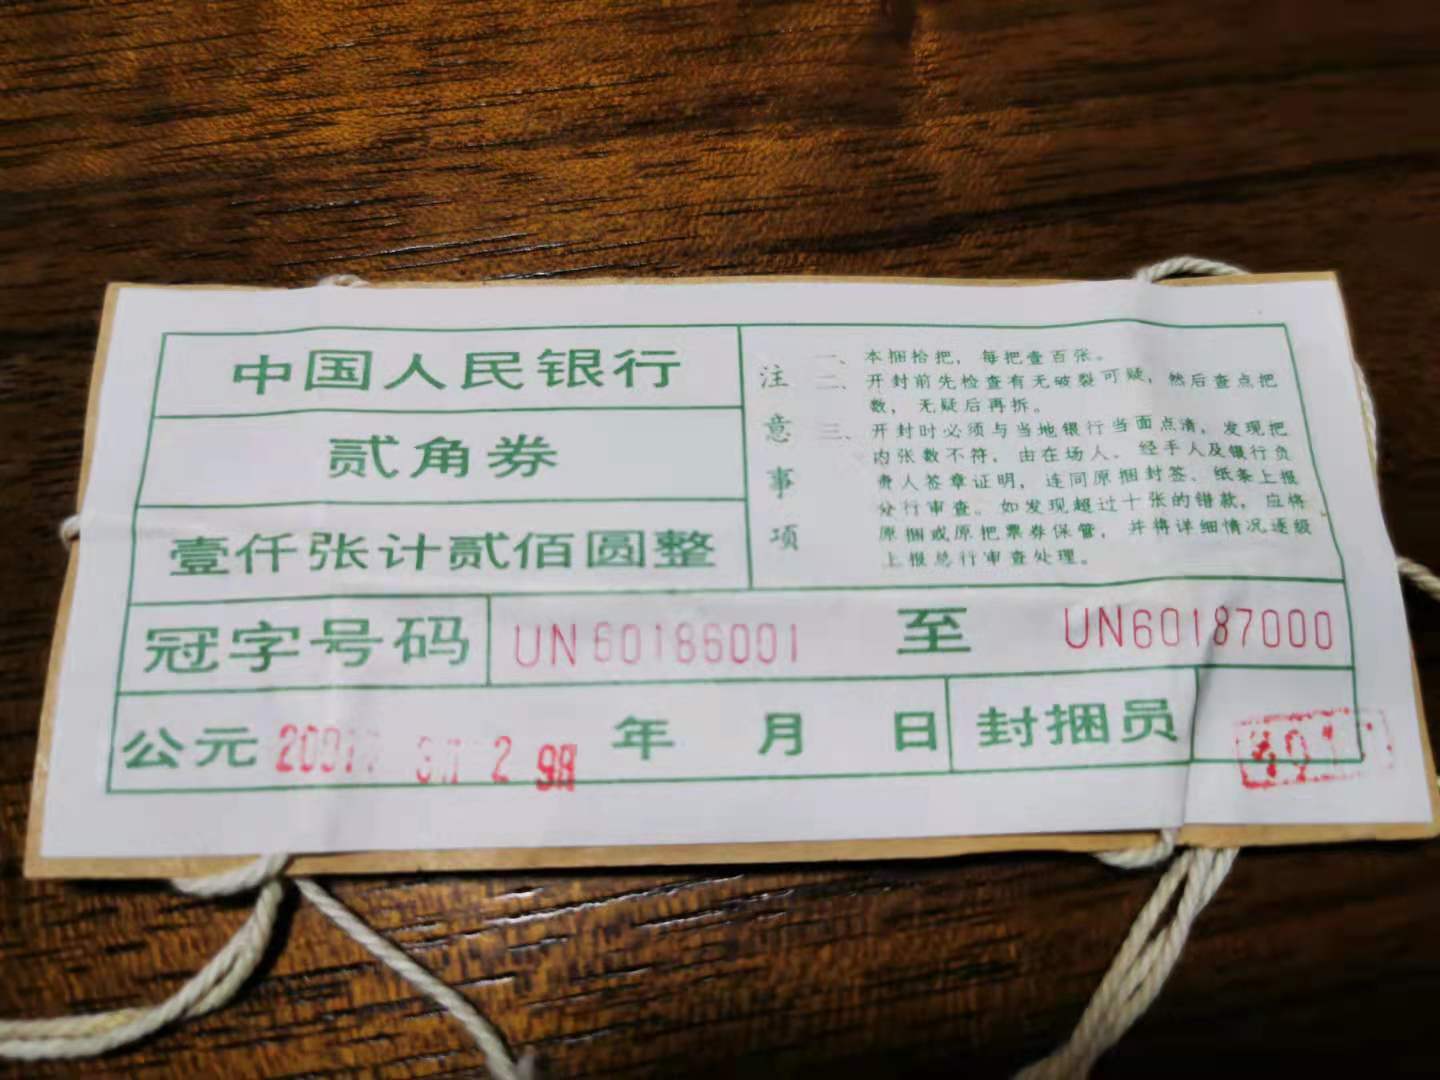 中国人民银行
贰角券
壹仟张计贰佰圆整
注意事项
一、本捆拾把，每把壹百张。
二、开封前先检查有无破裂可疑，然后查点把
数，无疑后再拆。
三、开封时必须与当地银行当面点清，发现把
内张数不符，由在场人、经手人及银行负
责人签章证明，连同原捆封签、纸条上报
分行审查。如发现超过十张的错款，应将
原捆或原把票券保管，并将详细情况逐级
上报总行审查处理。
冠字号码 UN60186001 至 UN60187000
公元 年 月 日 封捆员